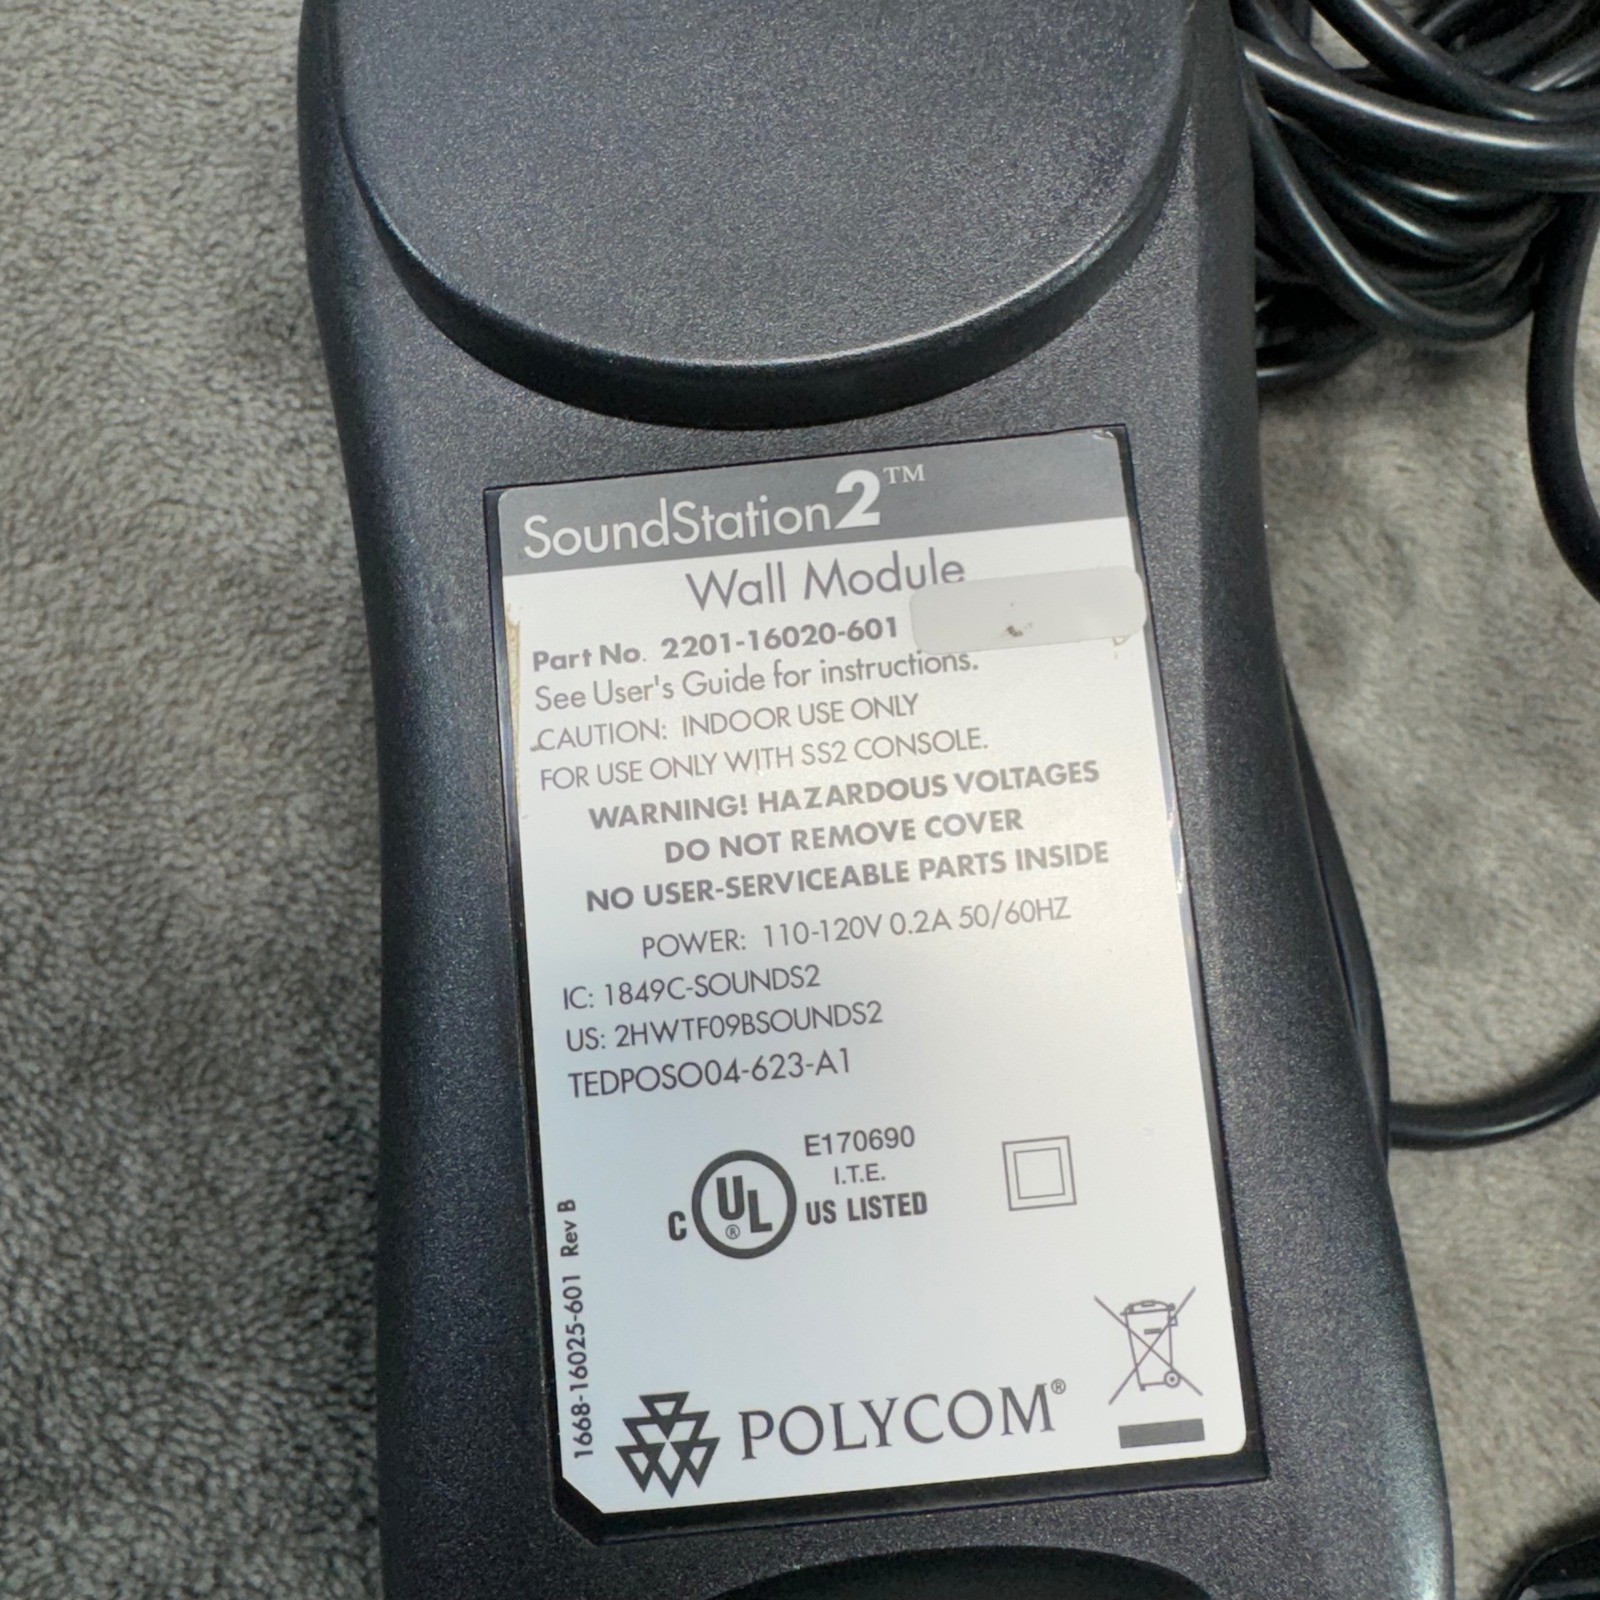 SoundStation2™
Wall Module
Part No. 2201-16020-601
See User's Guide for instructions.
CAUTION: INDOOR USE ONLY
FOR USE ONLY WITH SS2 CONSOLE.
WARNING! HAZARDOUS VOLTAGES
DO NOT REMOVE COVER
NO USER-SERVICEABLE PARTS INSIDE
POWER: 110-120V 0.2A 50/60HZ
IC: 1849C-SOUNDS2
US: 2HWTF09BSOUNDS2
TEDPOSO04-623-A1
E170690
I.T.E.
C UL® US LISTED
1668-16025-601 Rev B
POLYCOM®